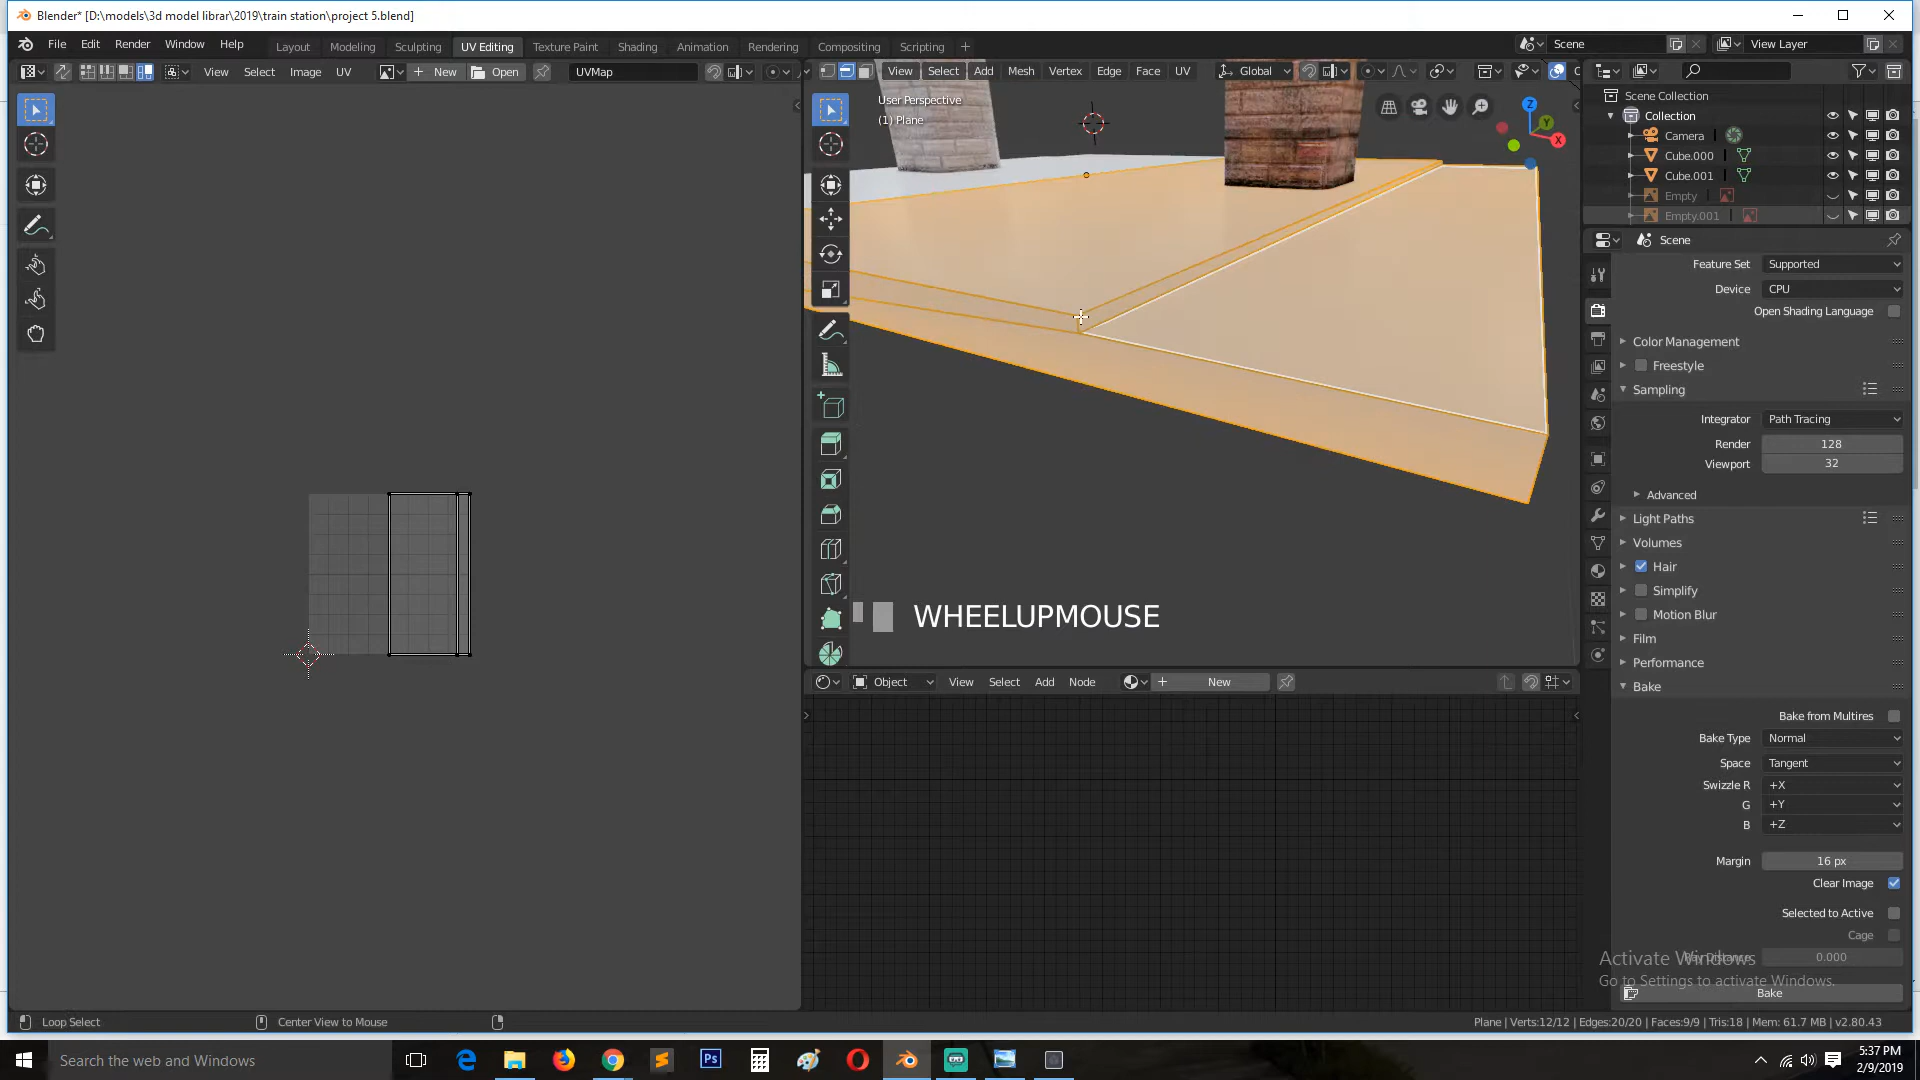 Blender* [D:\models\3d model librar\2019\train station\project 5.blend]
File Edit Render Window Help
Layout Modeling Sculpting UV Editing Texture Paint Shading Animation Rendering Compositing Scripting +
Scene View Layer
View Select Image UV New Open UVMap
View Select Add Mesh Vertex Edge Face UV Global
User Perspective
(1) Plane
Z
Y
X
Scene Collection
Collection
Camera
Cube.000
Cube.001
Empty
Empty.001
Scene
Feature Set Supported
Device CPU
Open Shading Language
Color Management
Freestyle
Sampling
Integrator Path Tracing
Render 128
Viewport 32
Advanced
Light Paths
Volumes
Hair
Simplify
Motion Blur
Film
Performance
Bake
Bake from Multires
Bake Type Normal
Space Tangent
Swizzle R +X
G +Y
B +Z
Margin 16 px
Clear Image
Selected to Active
Cage
0.000
Bake
WHEELUPMOUSE
Object View Select Add Node New
Activate Windows
Go to Settings to activate Windows.
Loop Select Center View to Mouse
Plane | Verts:12/12 | Edges:20/20 | Faces:9/9 | Tris:18 | Mem: 61.7 MB | v2.80.43
Search the web and Windows
Ps
5:37 PM
2/9/2019